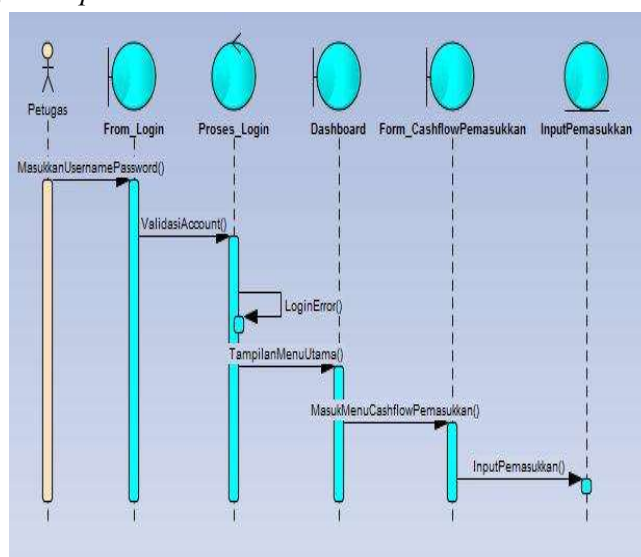 Petugas
From_Login
Proses_Login
Dashboard
Form_CashflowPemasukkan
InputPemasukkan
MasukkanUsernamePassword()
ValidasiAccount()
LoginError()
TampilanMenuUtama()
MasukMenuCashflowPemasukkan()
InputPemasukkan()